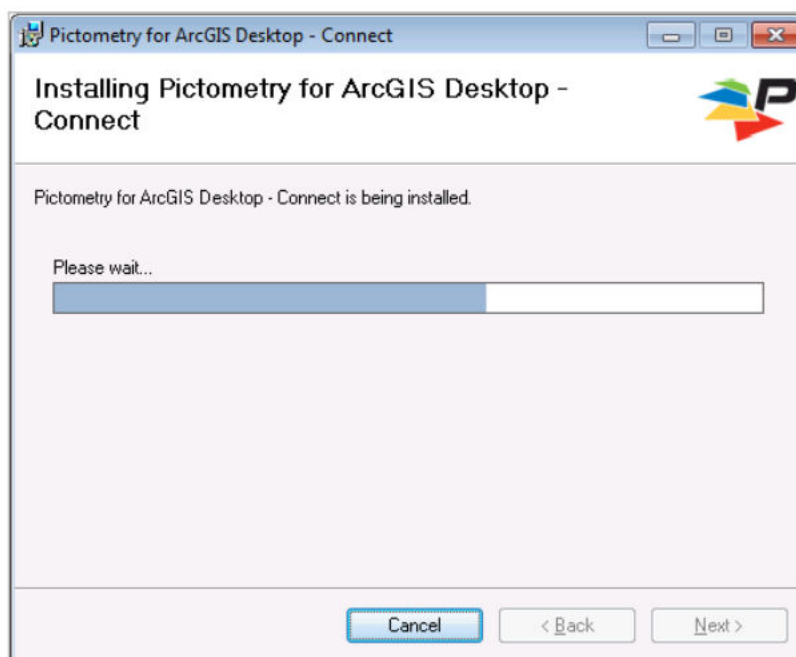 Pictometry for ArcGIS Desktop - Connect
Installing Pictometry for ArcGIS Desktop -
Connect
P
Pictometry for ArcGIS Desktop - Connect is being installed.
Please wait...
Cancel
< Back
Next >